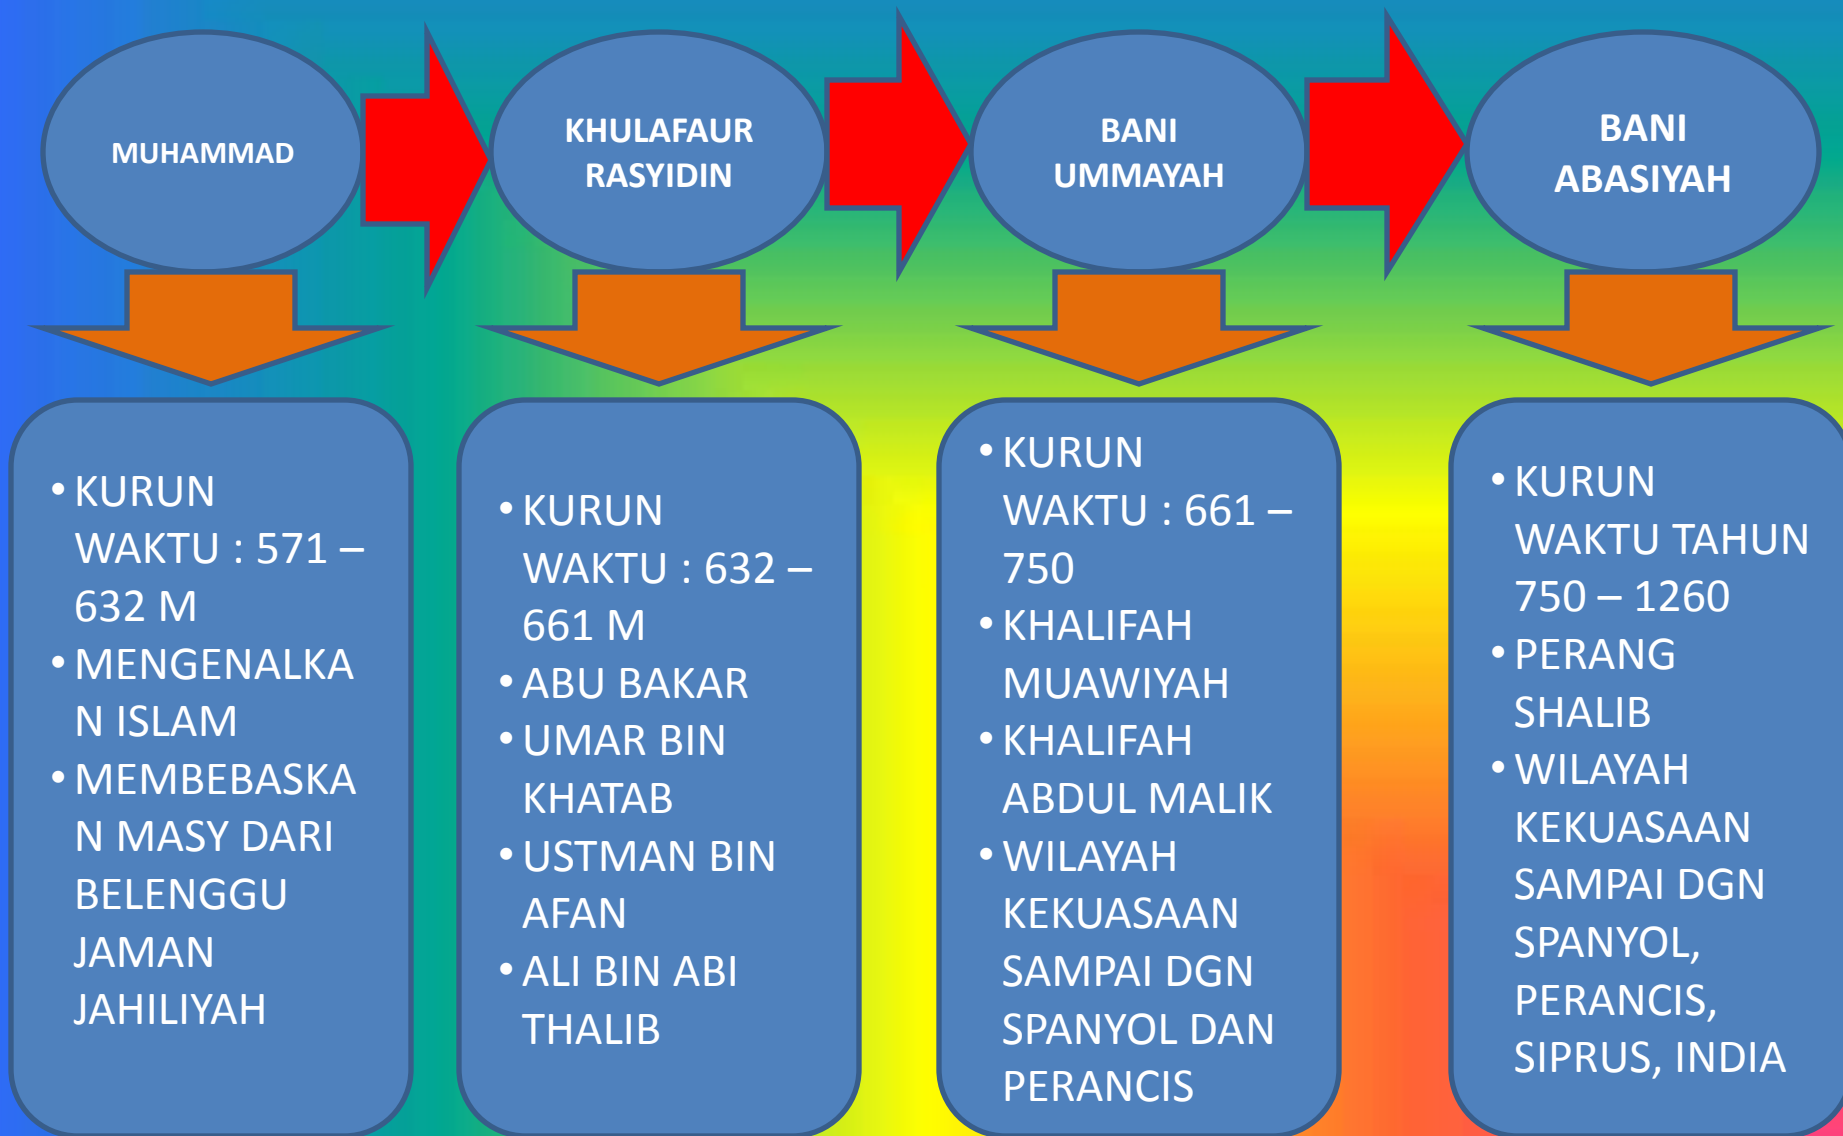 MUHAMMAD
KHULAFAUR
RASYIDIN
BANI
UMMAYAH
BANI
ABASIYAH
• KURUN
WAKTU : 571 –
632 M
• MENGENALKA
N ISLAM
• MEMBEBASKA
N MASY DARI
BELENGGU
JAMAN
JAHILIYAH
• KURUN
WAKTU : 632 –
661 M
• ABU BAKAR
• UMAR BIN
KHATAB
• USTMAN BIN
AFAN
• ALI BIN ABI
THALIB
• KURUN
WAKTU : 661 –
750
• KHALIFAH
MUAWIYAH
• KHALIFAH
ABDUL MALIK
• WILAYAH
KEKUASAAN
SAMPAI DGN
SPANYOL DAN
PERANCIS
• KURUN
WAKTU TAHUN
750 – 1260
• PERANG
SHALIB
• WILAYAH
KEKUASAAN
SAMPAI DGN
SPANYOL,
PERANCIS,
SIPRUS, INDIA